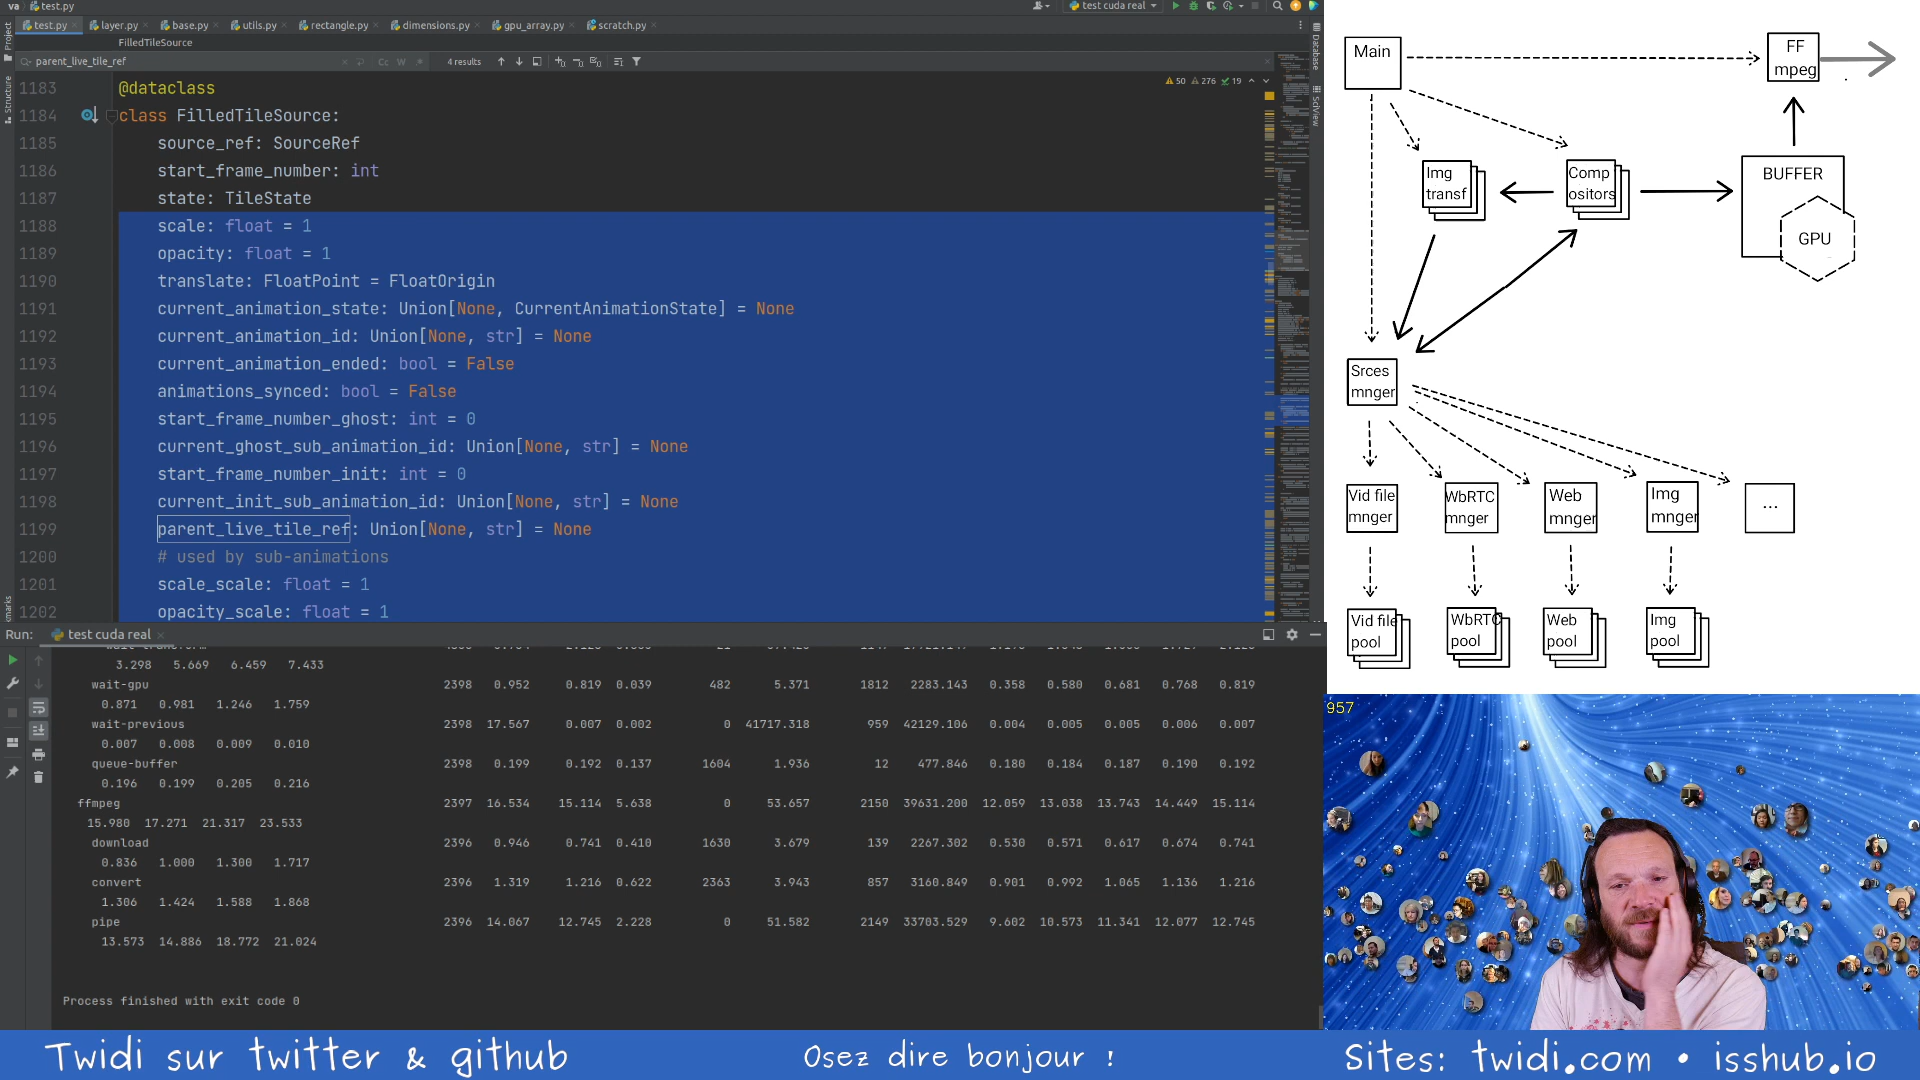 va test.py
test cuda real
test.py layer.py base.py utils.py rectangle.py dimensions.py gpu_array.py scratch.py
FilledTileSource
parent_live_tile_ref
Cc W 4 results
50 276 19
Project
Structure
Database
SciView
1183 @dataclass
1184 class FilledTileSource:
1185 source_ref: SourceRef
1186 start_frame_number: int
1187 state: TileState
1188 scale: float = 1
1189 opacity: float = 1
1190 translate: FloatPoint = FloatOrigin
1191 current_animation_state: Union[None, CurrentAnimationState] = None
1192 current_animation_id: Union[None, str] = None
1193 current_animation_ended: bool = False
1194 animations_synced: bool = False
1195 start_frame_number_ghost: int = 0
1196 current_ghost_sub_animation_id: Union[None, str] = None
1197 start_frame_number_init: int = 0
1198 current_init_sub_animation_id: Union[None, str] = None
1199 parent_live_tile_ref: Union[None, str] = None
1200 # used by sub-animations
1201 scale_scale: float = 1
1202 opacity_scale: float = 1
Run: test cuda real
3.298 5.669 6.459 7.433
wait-gpu 2398 0.952 0.819 0.039 482 5.371 1812 2283.143 0.358 0.580 0.681 0.768 0.819
0.871 0.981 1.246 1.759
wait-previous 2398 17.567 0.007 0.002 0 41717.318 959 42129.106 0.004 0.005 0.005 0.006 0.007
0.007 0.008 0.009 0.010
queue-buffer 2398 0.199 0.192 0.137 1604 1.936 12 477.846 0.180 0.184 0.187 0.190 0.192
0.196 0.199 0.205 0.216
ffmpeg 2397 16.534 15.114 5.638 0 53.657 2150 39631.200 12.059 13.038 13.743 14.449 15.114
15.980 17.271 21.317 23.533
download 2396 0.946 0.741 0.410 1630 3.679 139 2267.302 0.530 0.571 0.617 0.674 0.741
0.836 1.000 1.300 1.717
convert 2396 1.319 1.216 0.622 2363 3.943 857 3160.849 0.901 0.992 1.065 1.136 1.216
1.306 1.424 1.588 1.868
pipe 2396 14.067 12.745 2.228 0 51.582 2149 33703.529 9.602 10.573 11.341 12.077 12.745
13.573 14.886 18.772 21.024
Process finished with exit code 0
Main
FF
mpeg
Img
transf
Comp
ositors
BUFFER
GPU
Srces
mnger
Vid file
mnger
WbRTC
mnger
Web
mnger
Img
mnger
...
Vid file
pool
WbRTC
pool
Web
pool
Img
pool
957
Twidi sur twitter & github
Osez dire bonjour !
Sites: twidi.com • isshub.io